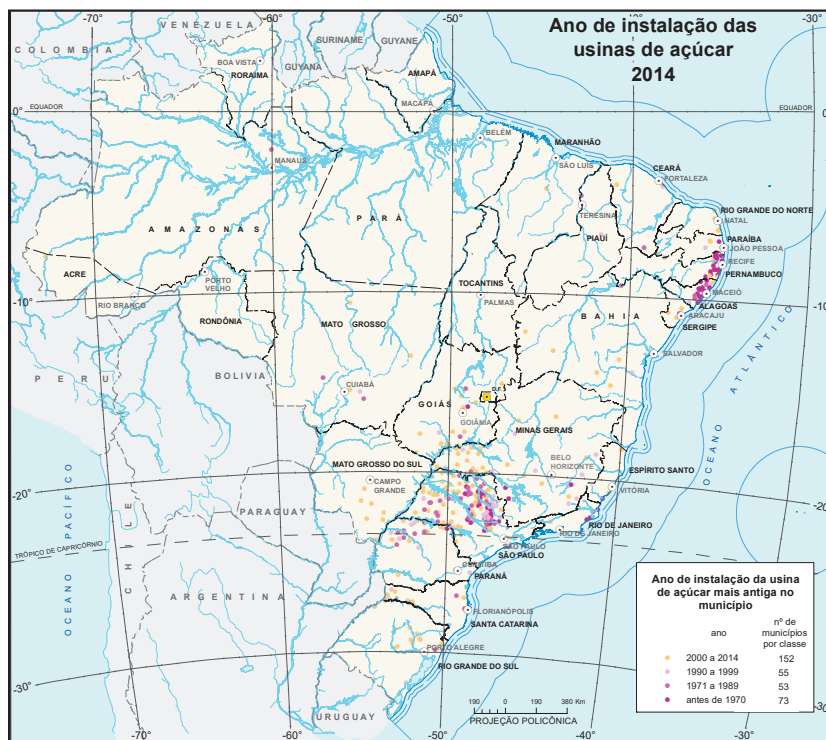 Ano de instalação das
usinas de açúcar
2014
-70°
-60°
-50°
-40°
-30°
VENEZUELA
COLOMBIA
SURINAME
GUYANE
GUYANA
BOA VISTA
RORAIMA
AMAPÁ
MACAPÁ
0°
EQUADOR
EQUADOR
BELÉM
MARANHÃO
SÃO LUIS
MANAUS
CEARÁ
FORTALEZA
PARÁ
AMAZONAS
TERESINA
PIAUÍ
RIO GRANDE DO NORTE
NATAL
PARAÍBA
JOÃO PESSOA
RECIFE
PERNAMBUCO
ACRE
PORTO
VELHO
RIO BRANCO
-10°
RONDÔNIA
MATO GROSSO
TOCANTINS
PALMAS
BAHIA
MACEIÓ
ALAGOAS
ARACAJU
SERGIPE
-10
SALVADOR
PERU
BOLIVIA
CUIABÁ
GOIÁS
D.F.
GOIÂNIA
MINAS GERAIS
OCEANO ATLÂNTICO
MATO GROSSO DO SUL
CAMPO
GRANDE
BELO
HORIZONTE
ESPÍRITO SANTO
VITÓRIA
-20°
-20°
PARAGUAY
RIO DE JANEIRO
RIO DE JANEIRO
SÃO PAULO
SÃO PAULO
TRÓPICO DE CAPRICÓRNIO
OCEANO PACÍFICO
CHILE
CURITIBA
PARANÁ
ARGENTINA
FLORIANÓPOLIS
SANTA CATARINA
PORTO ALEGRE
RIO GRANDE DO SUL
-30°
-30°
URUGUAY
190 0 190 380 Km
PROJEÇÃO POLICÔNICA
Ano de instalação da usina
de açúcar mais antiga no
município
ano
nº de
municípios
por classe
2000 a 2014 152
1990 a 1999 55
1971 a 1989 53
antes de 1970 73
-70°
-60°
-50°
-40°